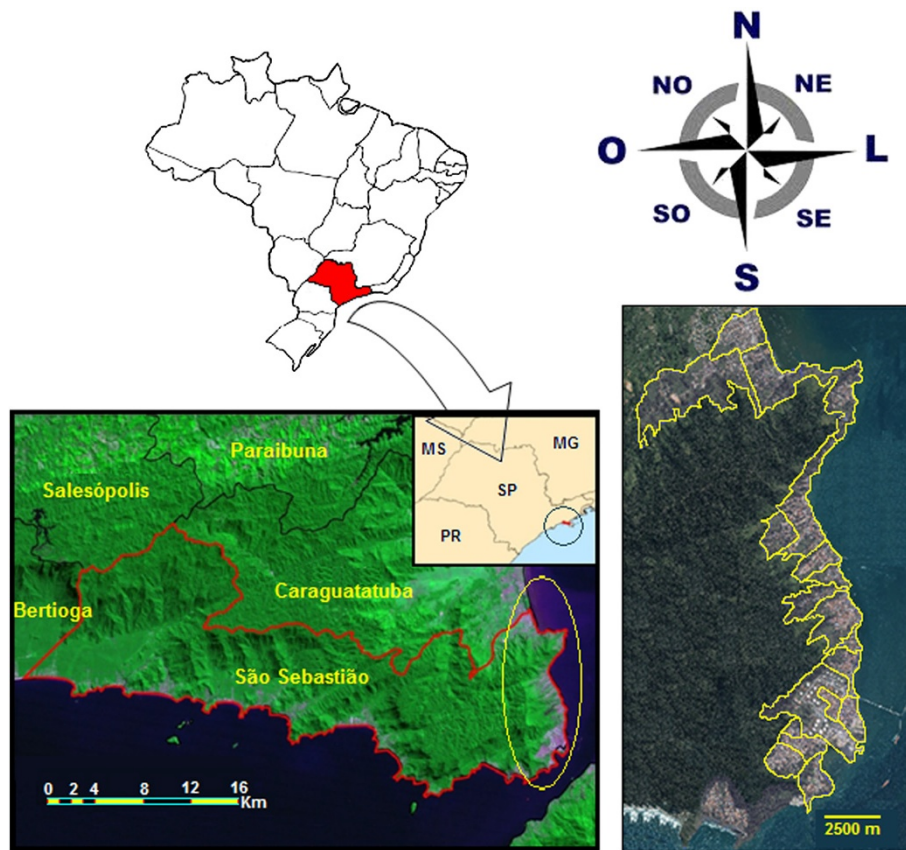 N
NO
NE
O
L
SO
SE
S
MS
MG
SP
PR
Paraibuna
Salesópolis
Bertioga
Caraguatatuba
São Sebastião
0 2 4 8 12 16
Km
2500 m